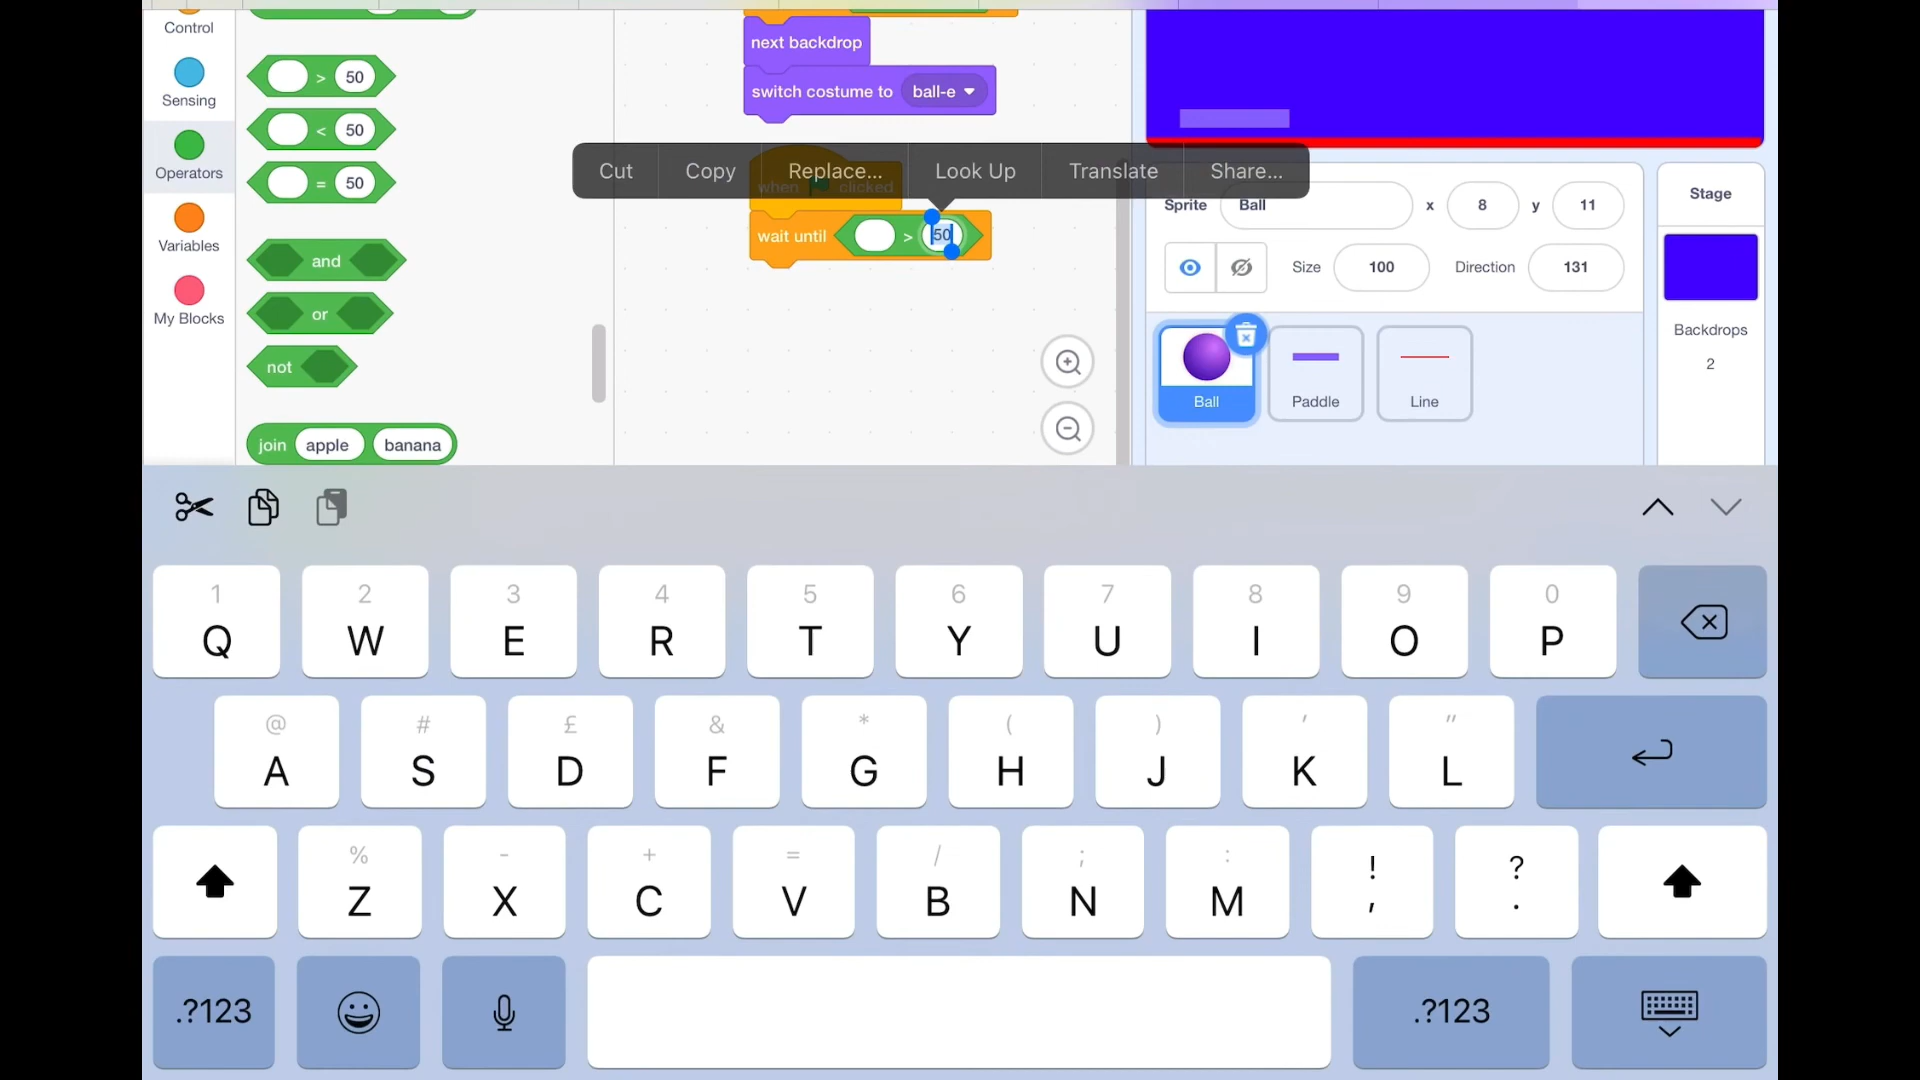 Control
Sensing
Operators
Variables
My Blocks
> 50
< 50
= 50
and
or
not
join apple banana
next backdrop
switch costume to ball-e
Cut Copy Replace... Look Up Translate Share...
when clicked
wait until > 50
Sprite Ball x 8 y 11
Size 100 Direction 131
Ball
Paddle
Line
Stage
Backdrops
2
1 2 3 4 5 6 7 8 9 0
Q W E R T Y U I O P
@ # £ & * ( ) ' "
A S D F G H J K L
% - + = / ; : ! ?
Z X C V B N M , .
.?123 .?123